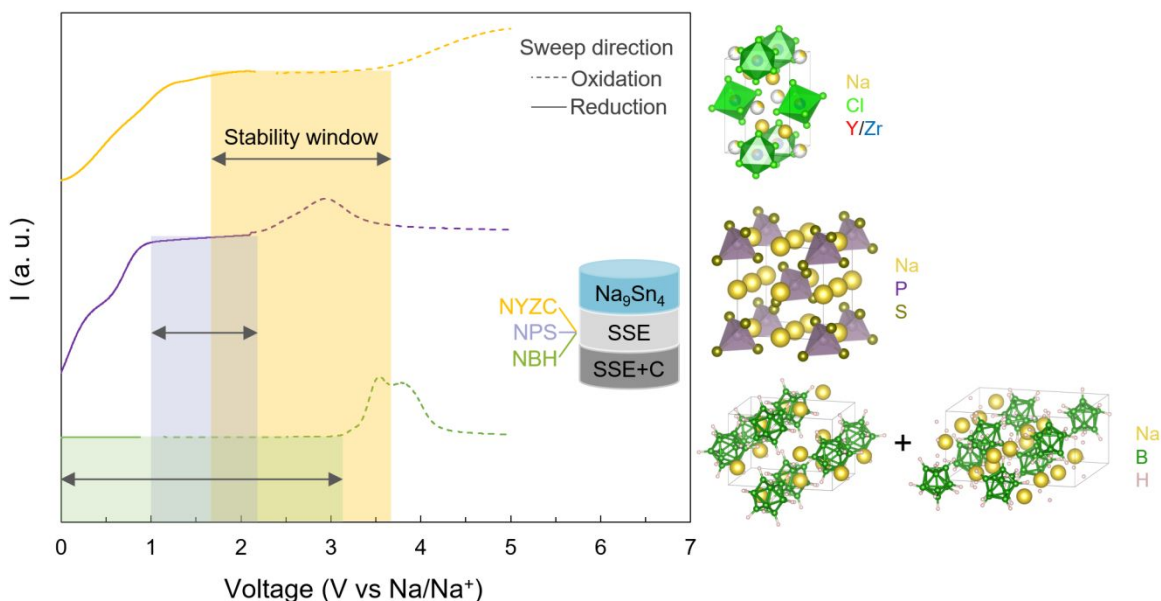 I (a. u.)
Sweep direction
Oxidation
Reduction
Stability window
NYZC
NPS
NBH
Na₉Sn₄
SSE
SSE+C
0 1 2 3 4 5 6 7
Voltage (V vs Na/Na⁺)
Na
Cl
Y/Zr
Na
P
S
+
Na
B
H